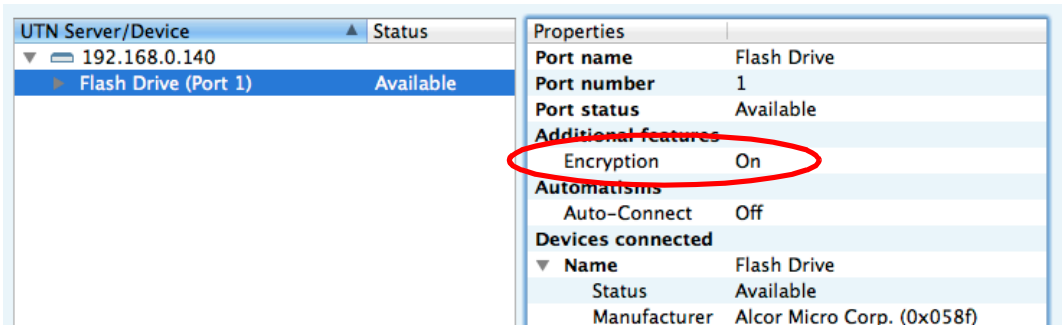 UTN Server/Device Status
192.168.0.140
Flash Drive (Port 1) Available
Properties
Port name Flash Drive
Port number 1
Port status Available
Additional features
Encryption On
Automatisms
Auto-Connect Off
Devices connected
Name Flash Drive
Status Available
Manufacturer Alcor Micro Corp. (0x058f)